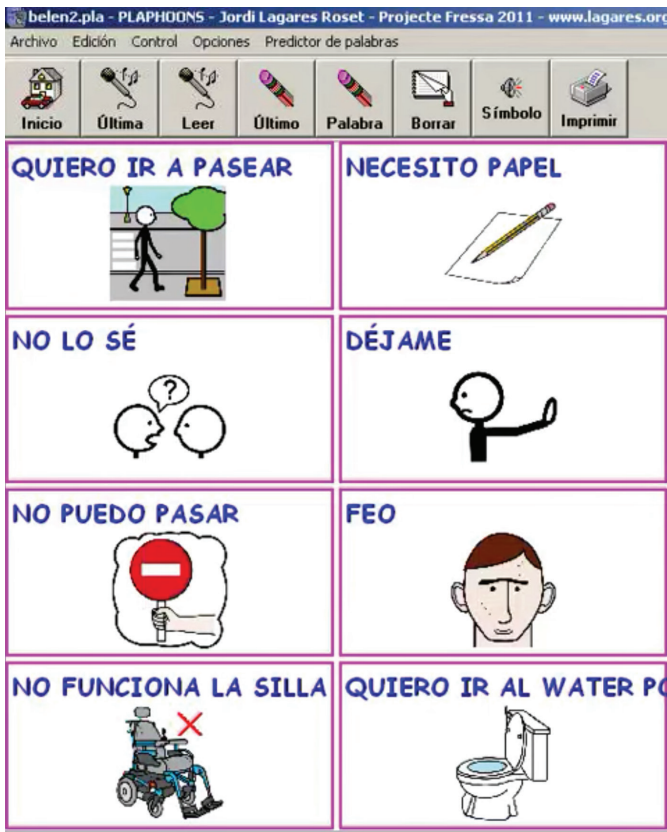 belen2.pla - PLAPHOONS - Jordi Lagares Roset - Projecte Fressa 2011 - www.lagares.org
Archivo Edición Control Opciones Predictor de palabras
Inicio Última Leer Último Palabra Borrar Símbolo Imprimir
QUIERO IR A PASEAR NECESITO PAPEL
NO LO SÉ DÉJAME
?
NO PUEDO PASAR FEO
NO FUNCIONA LA SILLA QUIERO IR AL WATER